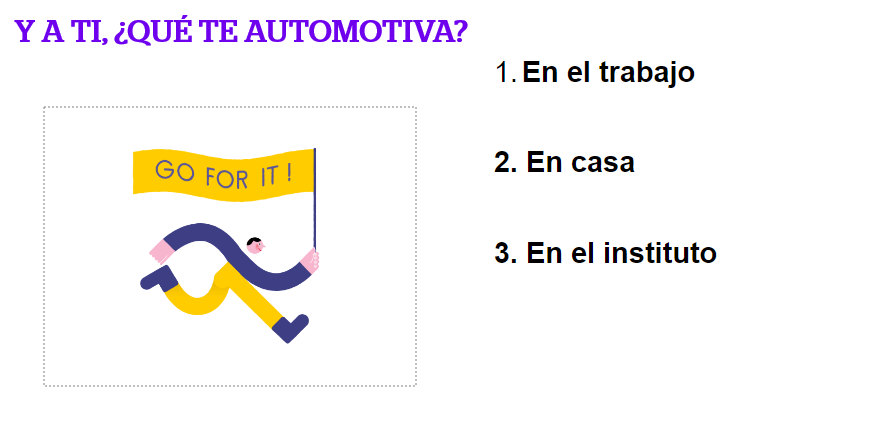 Y A TI, ¿QUÉ TE AUTOMOTIVA?
GO FOR IT!
1. En el trabajo
2. En casa
3. En el instituto